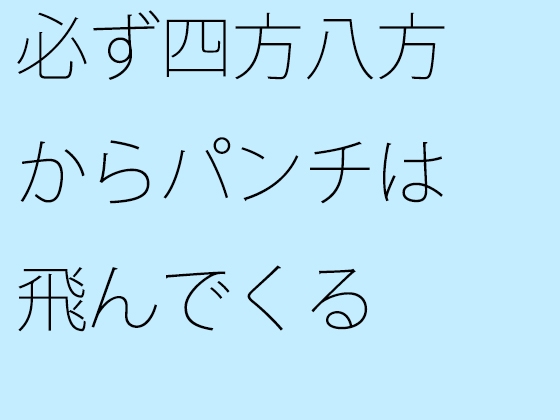 必ず四方八方
からパンチは
飛んでくる